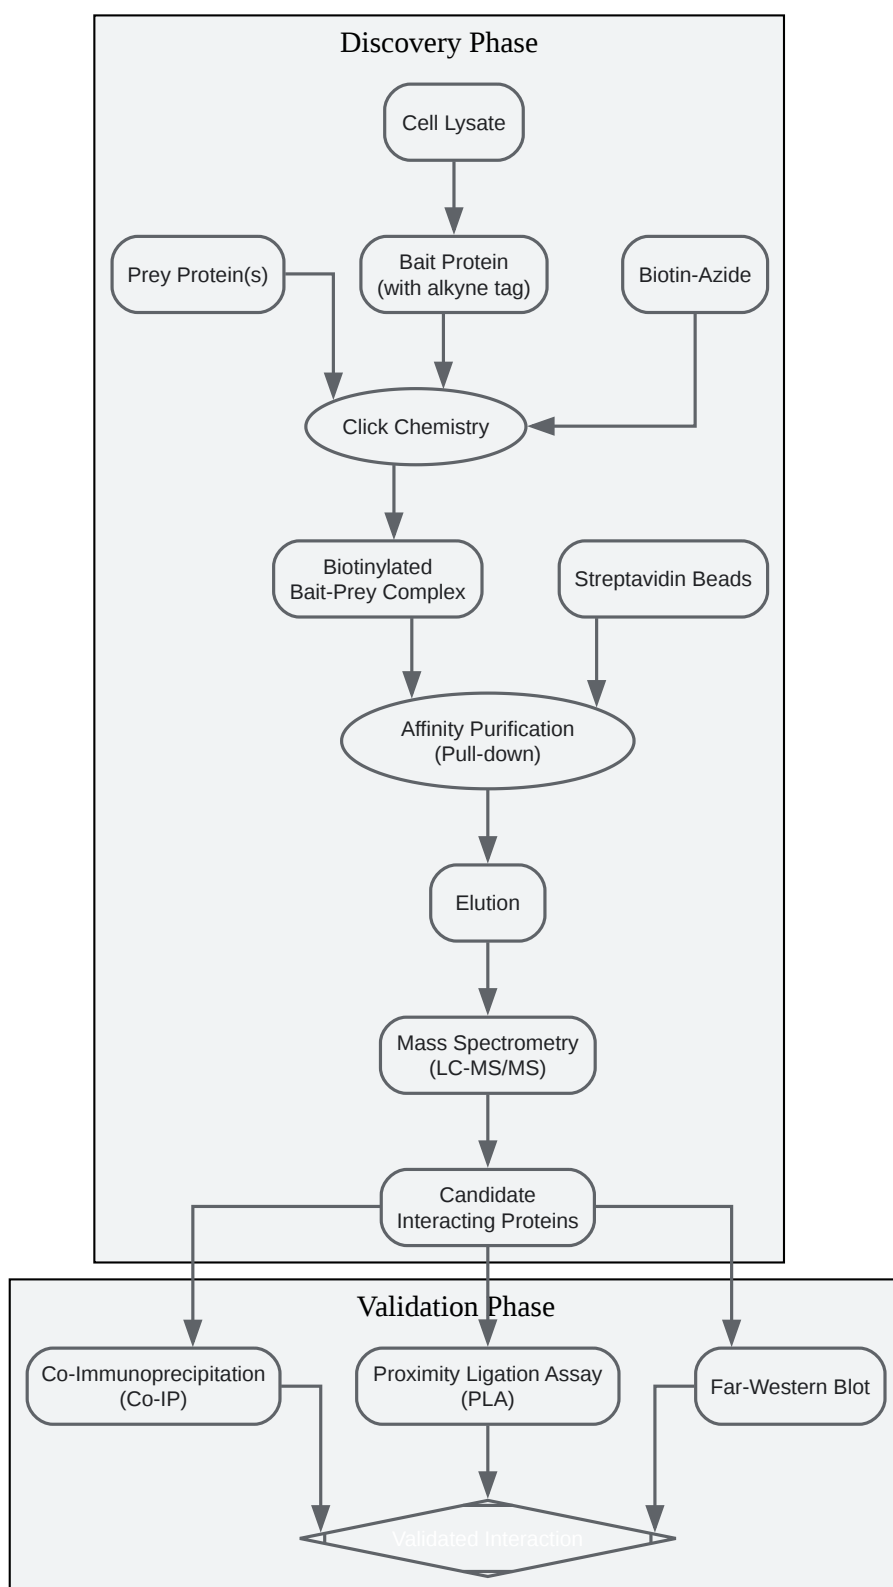 Discovery Phase
Cell Lysate
Prey Protein(s)
Bait Protein
(with alkyne tag)
Biotin-Azide
Click Chemistry
Biotinylated
Bait-Prey Complex
Streptavidin Beads
Affinity Purification
(Pull-down)
Elution
Mass Spectrometry
(LC-MS/MS)
Candidate
Interacting Proteins
Validation Phase
Co-Immunoprecipitation
(Co-IP)
Proximity Ligation Assay
(PLA)
Far-Western Blot
Validated Interaction